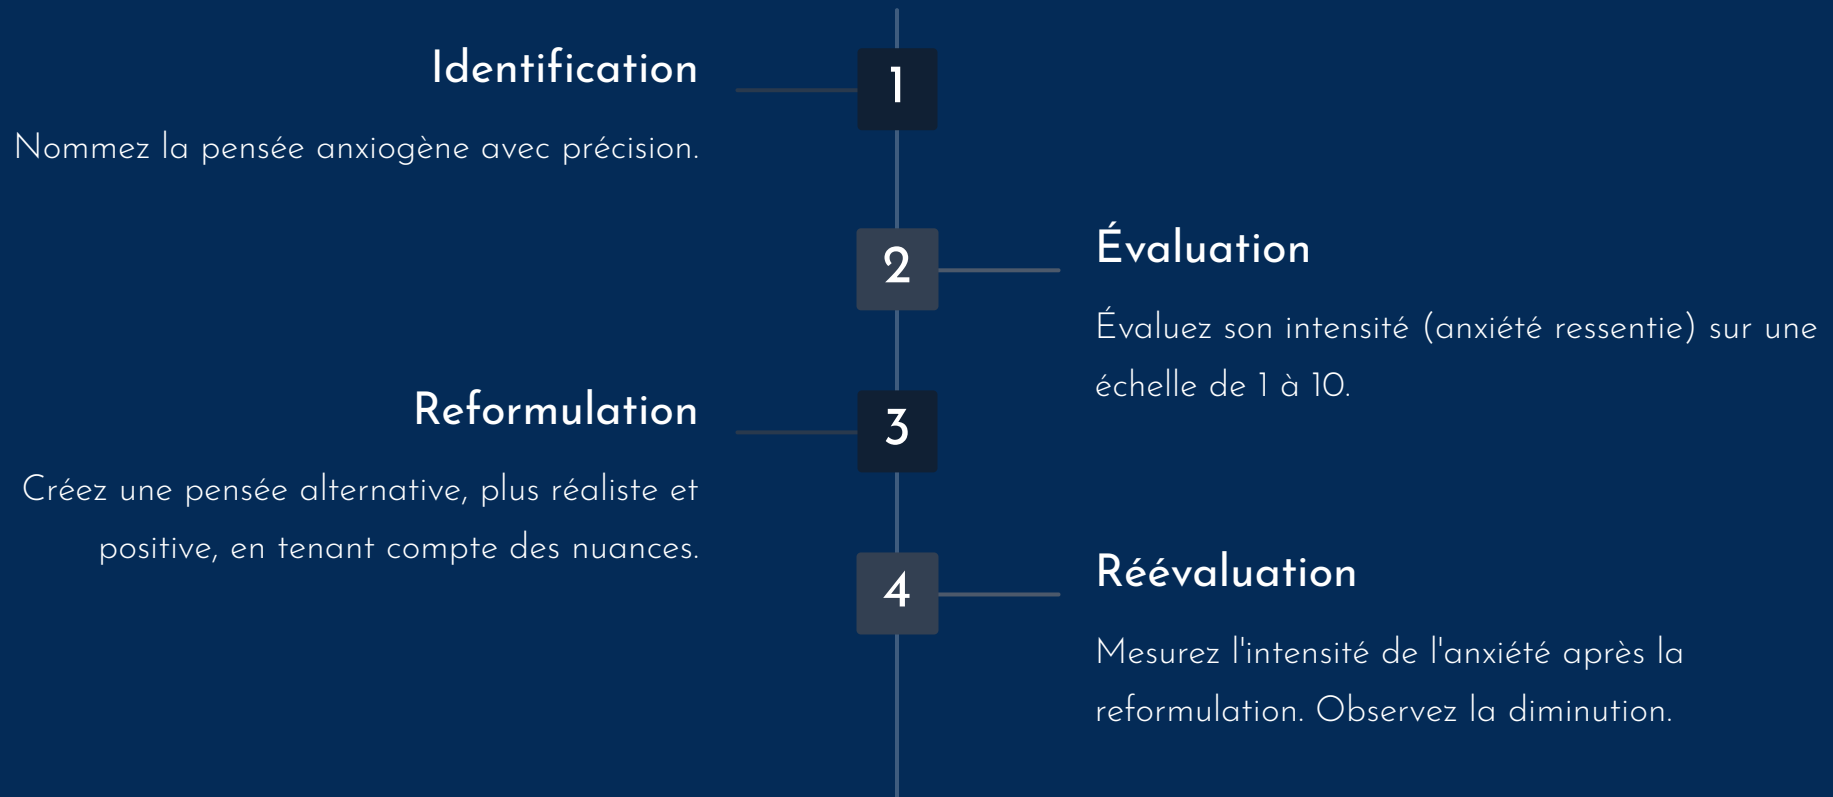 Identification
1
Nommez la pensée anxiogène avec précision.
2
Évaluation
Évaluez son intensité (anxiété ressentie) sur une
échelle de 1 à 10.
Reformulation
3
Créez une pensée alternative, plus réaliste et
positive, en tenant compte des nuances.
4
Réévaluation
Mesurez l'intensité de l'anxiété après la
reformulation. Observez la diminution.